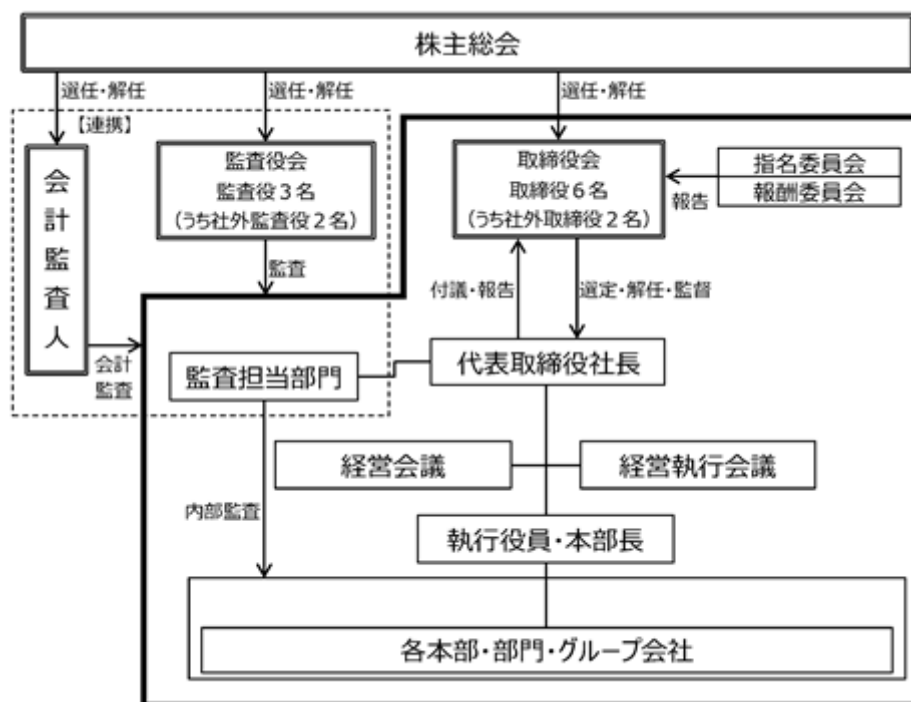 株主総会
選任・解任
選任・解任
選任・解任
【連携】
会計監査人
監査役会
監査役3名
(うち社外監査役2名)
取締役会
取締役6名
(うち社外取締役2名)
指名委員会
報酬委員会
報告
監査
付議・報告
選定・解任・監督
会計
監査
監査担当部門
代表取締役社長
経営会議
経営執行会議
内部監査
執行役員・本部長
各本部・部門・グループ会社